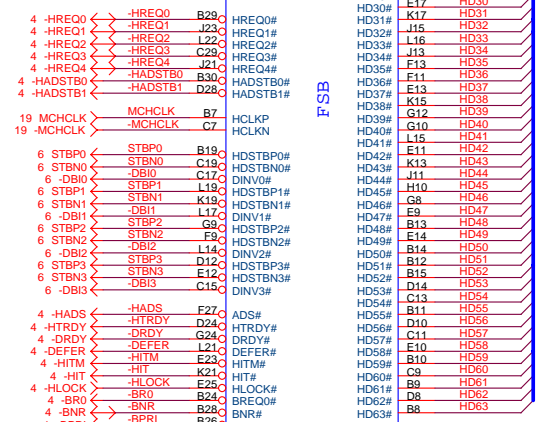 4 -HREQ0 -HREQ0 B29 HREQ0#
4 -HREQ1 -HREQ1 J23 HREQ1#
4 -HREQ2 -HREQ2 L22 HREQ2#
4 -HREQ3 -HREQ3 C29 HREQ3#
4 -HREQ4 -HREQ4 J21 HREQ4#
4 -HADSTB0 -HADSTB0 B30 HADSTB0#
4 -HADSTB1 -HADSTB1 D28 HADSTB1#
19 MCHCLK MCHCLK B7 HCLKP
19 -MCHCLK -MCHCLK C7 HCLKN
6 STBP0 STBP0 B19 HDSTBP0#
6 STBN0 STBN0 C19 HDSTBN0#
6 -DBI0 -DBI0 C17 DINV0#
6 STBP1 STBP1 L19 HDSTBP1#
6 STBN1 STBN1 K19 HDSTBN1#
6 -DBI1 -DBI1 L17 DINV1#
6 STBP2 STBP2 G9 HDSTBP2#
6 STBN2 STBN2 F9 HDSTBN2#
6 -DBI2 -DBI2 L14 DINV2#
6 STBP3 STBP3 D12 HDSTBP3#
6 STBN3 STBN3 E12 HDSTBN3#
6 -DBI3 -DBI3 C15 DINV3#
4 -HADS -HADS F27 ADS#
4 -HTRDY -HTRDY D24 HTRDY#
4 -DRDY -DRDY G24 DRDY#
4 -DEFER -DEFER L21 DEFER#
4 -HITM -HITM E23 HITM#
4 -HIT -HIT K21 HIT#
4 -HLOCK -HLOCK E25 HLOCK#
4 -BR0 -BR0 B24 BREQ0#
4 -BNR -BNR B28 BNR#
-BPRI B26
FSB
HD30# E17 HD30
HD31# K17 HD31
HD32# J15 HD32
HD33# L16 HD33
HD34# J13 HD34
HD35# F13 HD35
HD36# F11 HD36
HD37# E13 HD37
HD38# K15 HD38
HD39# G12 HD39
HD40# G10 HD40
HD41# L15 HD41
HD42# E11 HD42
HD43# K13 HD43
HD44# J11 HD44
HD45# H10 HD45
HD46# G8 HD46
HD47# E9 HD47
HD48# B13 HD48
HD49# E14 HD49
HD50# B14 HD50
HD51# B12 HD51
HD52# B15 HD52
HD53# D14 HD53
HD54# C13 HD54
HD55# B11 HD55
HD56# D10 HD56
HD57# C11 HD57
HD58# E10 HD58
HD59# B10 HD59
HD60# C9 HD60
HD61# B9 HD61
HD62# D8 HD62
HD63# B8 HD63